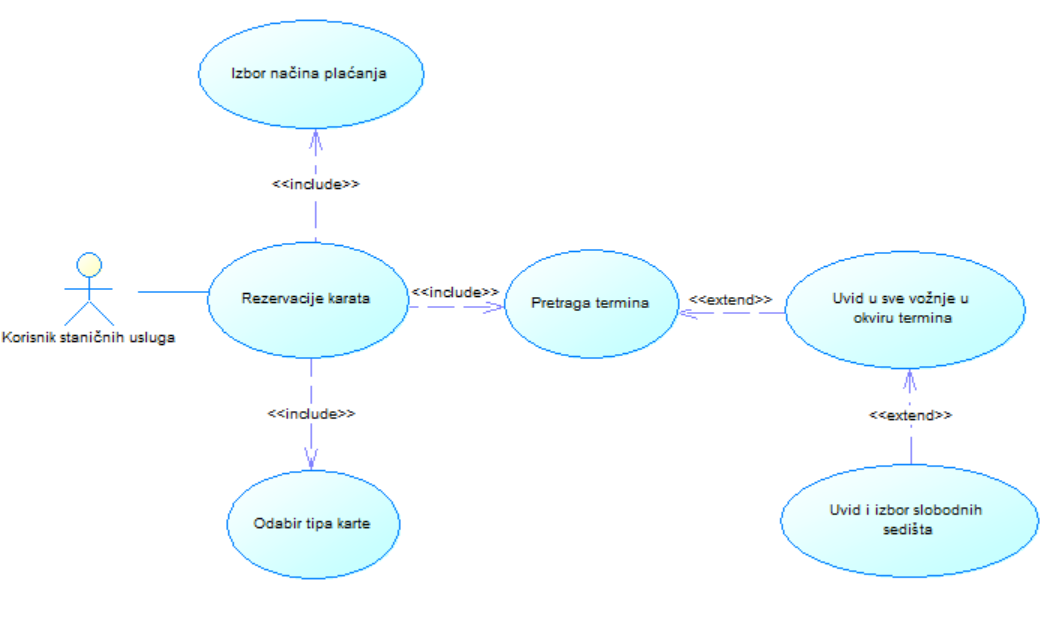 Izbor načina plaćanja
<<include>>
Rezervacije karata
<<include>>
Pretraga termina
<<extend>>
Uvid u sve vožnje u
okviru termina
Korisnik staničnih usluga
<<include>>
<<extend>>
Odabir tipa karte
Uvid i izbor slobodnih
sedišta